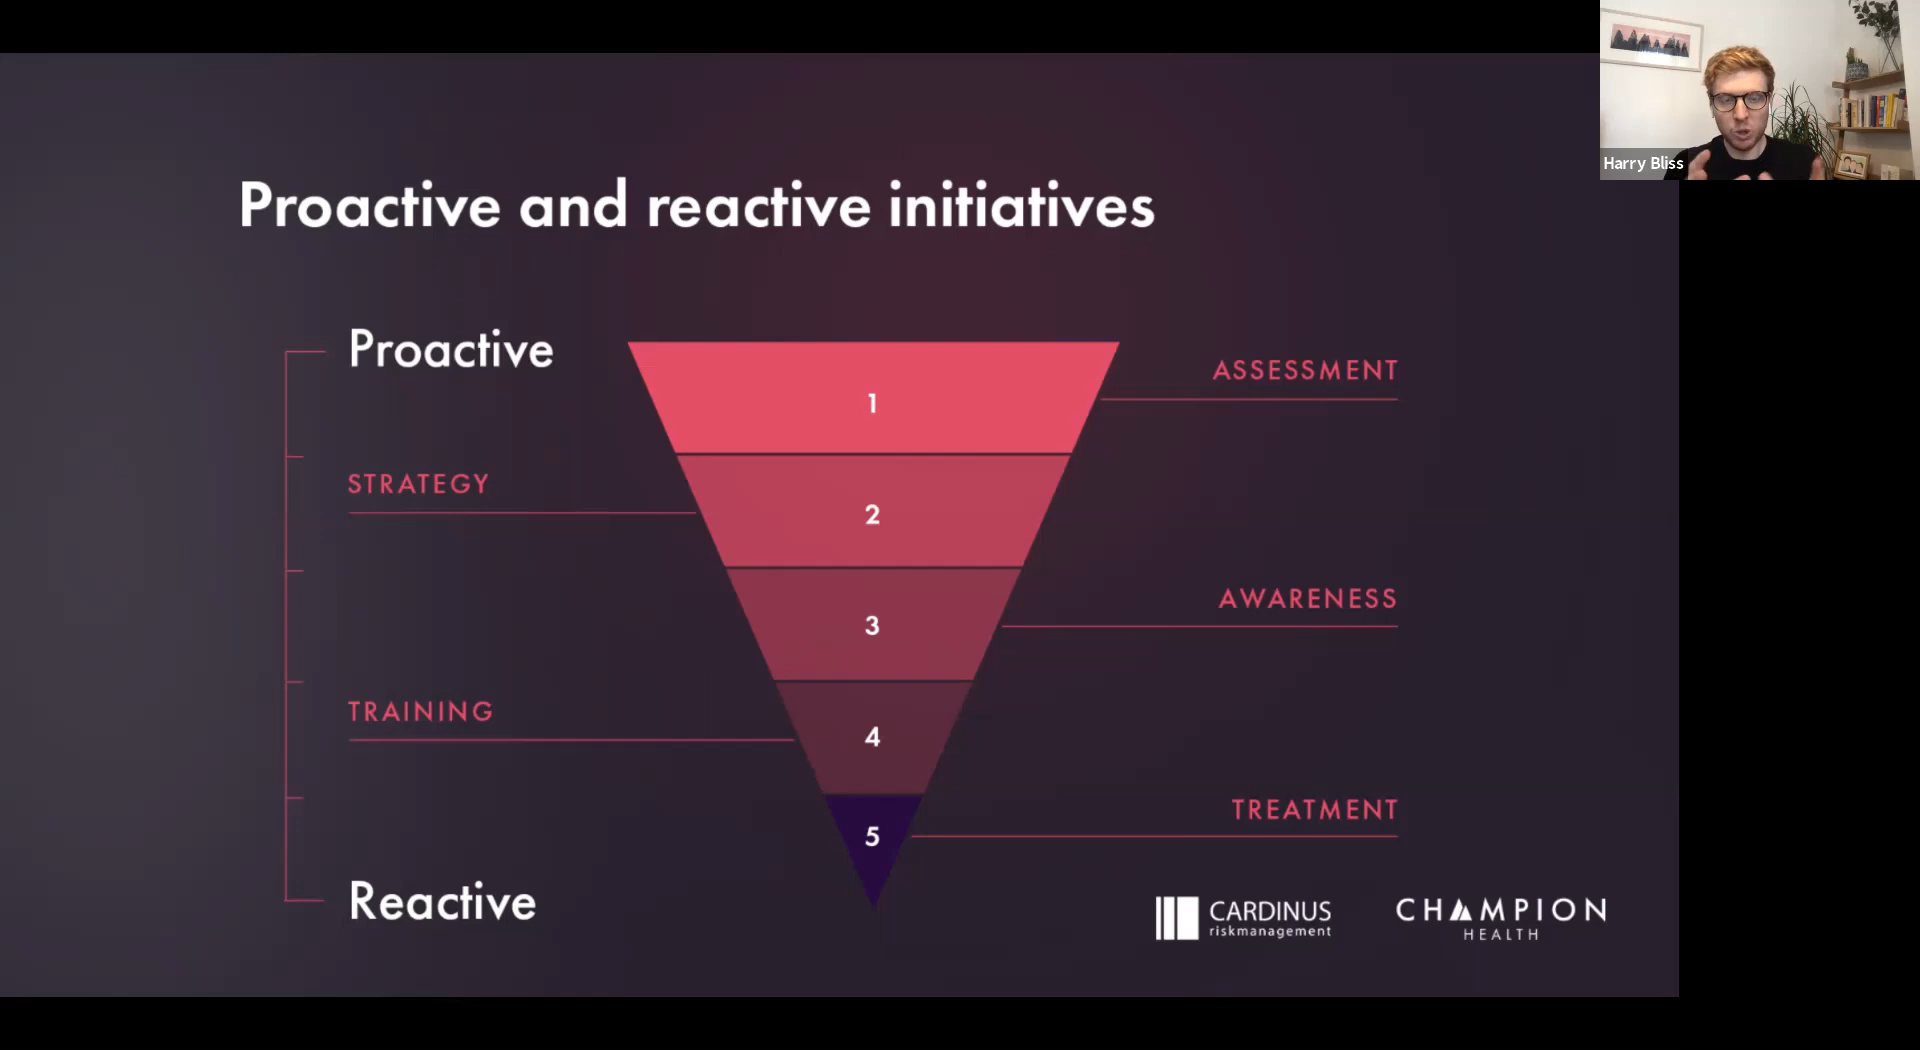 Harry Bliss
Proactive and reactive initiatives
Proactive
1
ASSESSMENT
STRATEGY
2
3
AWARENESS
TRAINING
4
5
TREATMENT
Reactive
CARDINUS
riskmanagement
CHAMPION
HEALTH